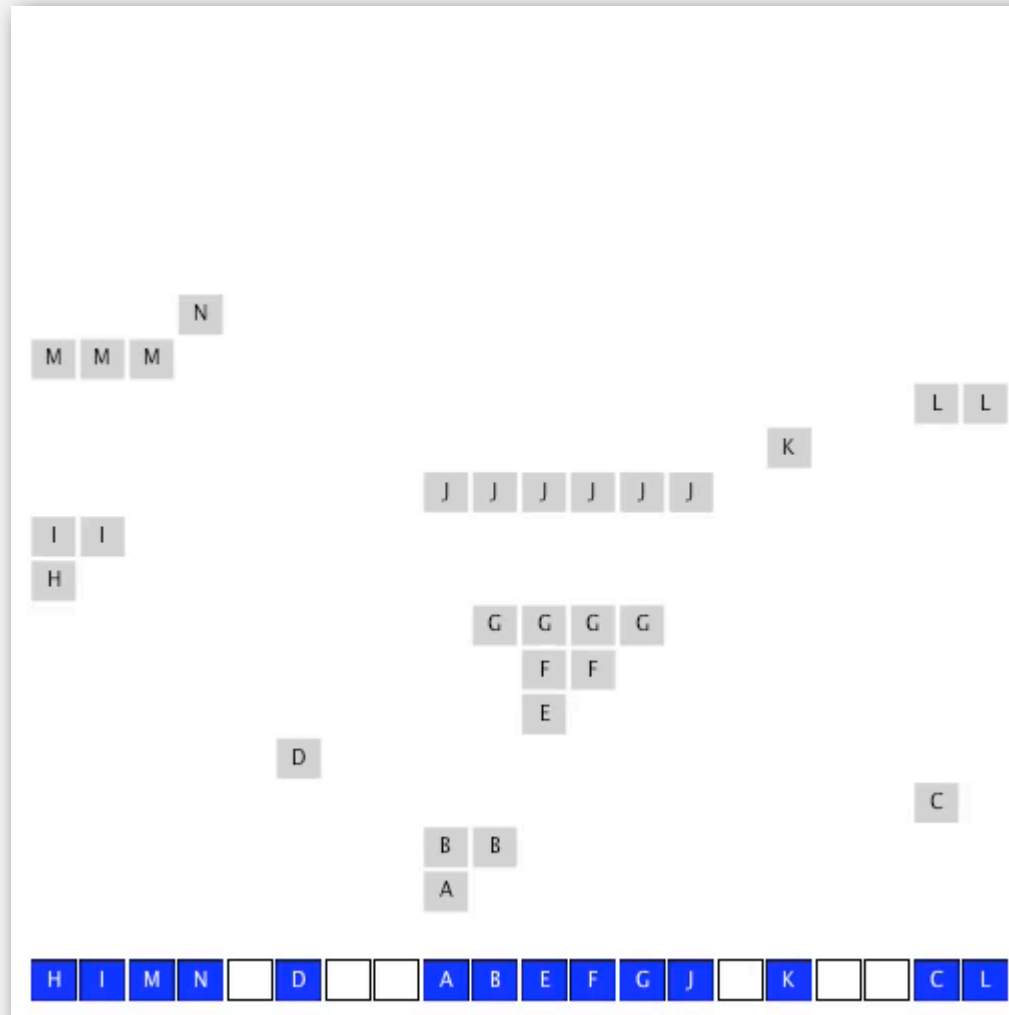 N
M M M
L L
K
J J J J J J
I I
H
G G G G
F F
E
D
C
B B
A
H I M N D A B E F G J K C L